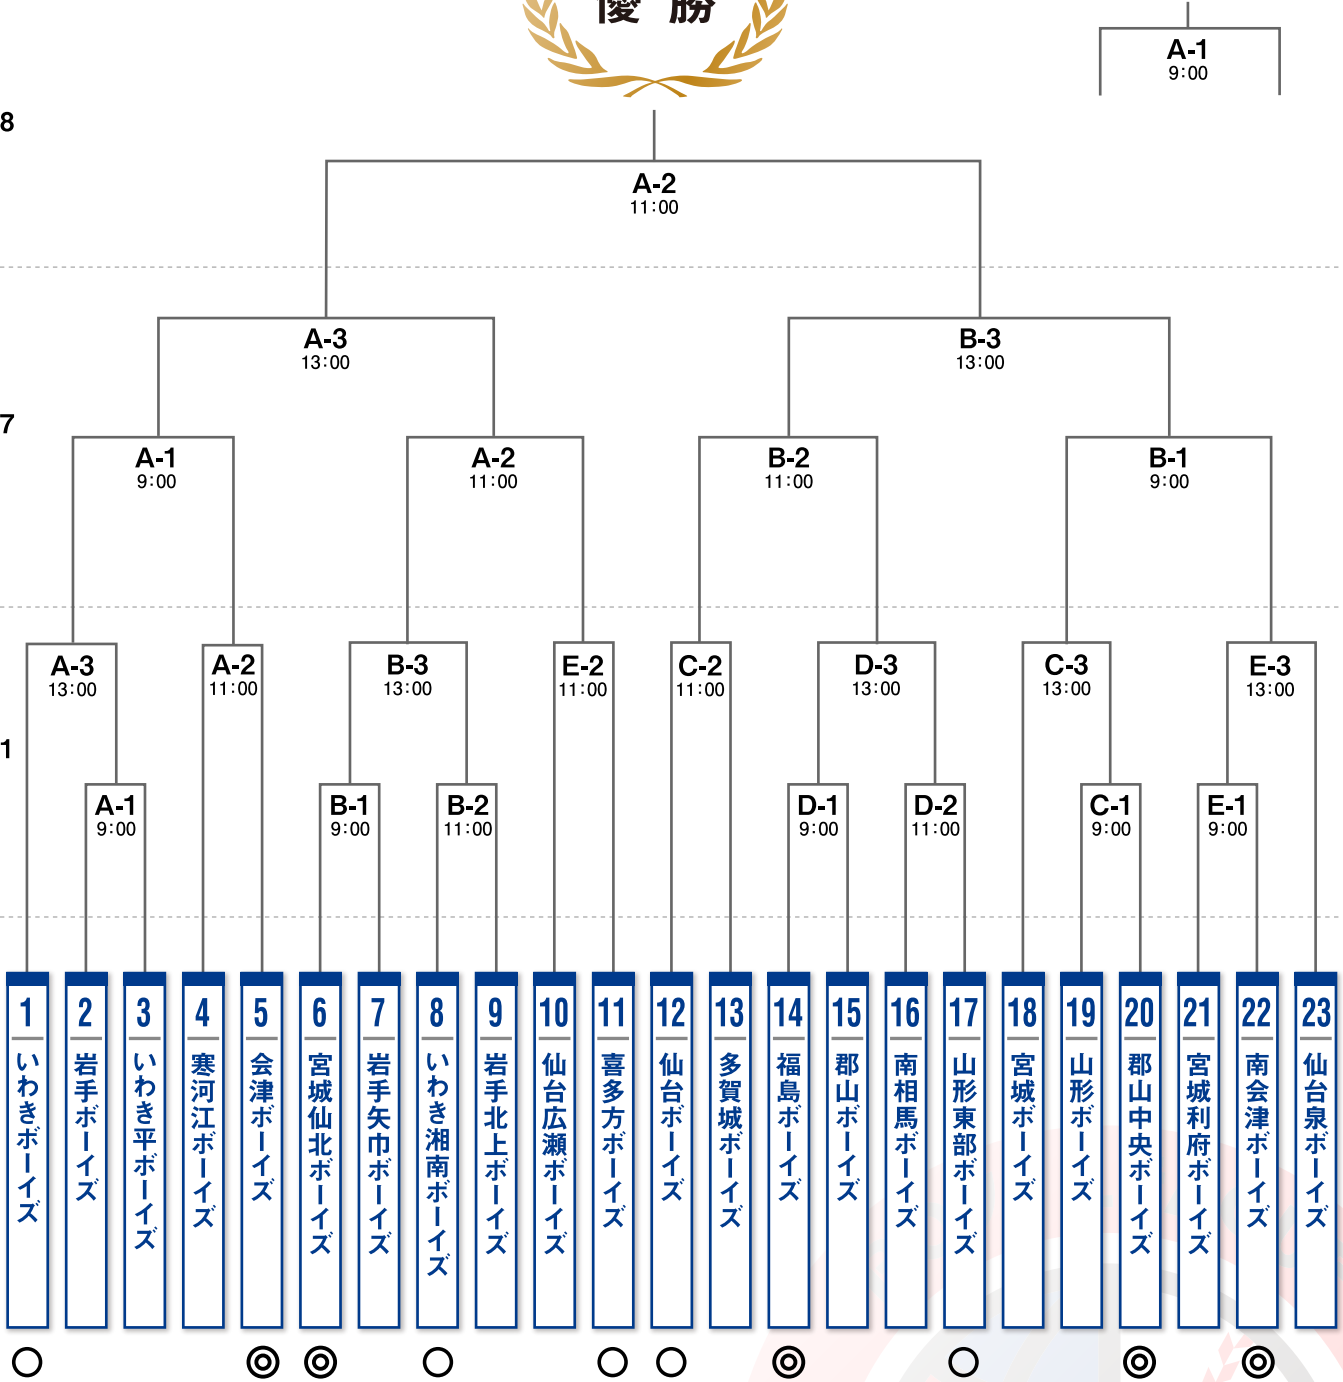 優勝
A-1
9:00
8
A-2
11:00
A-3
13:00
B-3
13:00
7
A-1
9:00
A-2
11:00
B-2
11:00
B-1
9:00
A-3
13:00
A-2
11:00
B-3
13:00
E-2
11:00
C-2
11:00
D-3
13:00
C-3
13:00
E-3
13:00
1
A-1
9:00
B-1
9:00
B-2
11:00
D-1
9:00
D-2
11:00
C-1
9:00
E-1
9:00
1
いわきボーイズ
2
岩手ボーイズ
3
いわき平ボーイズ
4
寒河江ボーイズ
5
会津ボーイズ
6
宮城仙北ボーイズ
7
岩手矢巾ボーイズ
8
いわき湘南ボーイズ
9
岩手北上ボーイズ
10
仙台広瀬ボーイズ
11
喜多方ボーイズ
12
仙台ボーイズ
13
多賀城ボーイズ
14
福島ボーイズ
15
郡山ボーイズ
16
南相馬ボーイズ
17
山形東部ボーイズ
18
宮城ボーイズ
19
山形ボーイズ
20
郡山中央ボーイズ
21
宮城利府ボーイズ
22
南会津ボーイズ
23
仙台泉ボーイズ
○ ◎ ◎ ○ ○ ○ ◎ ○ ◎ ◎